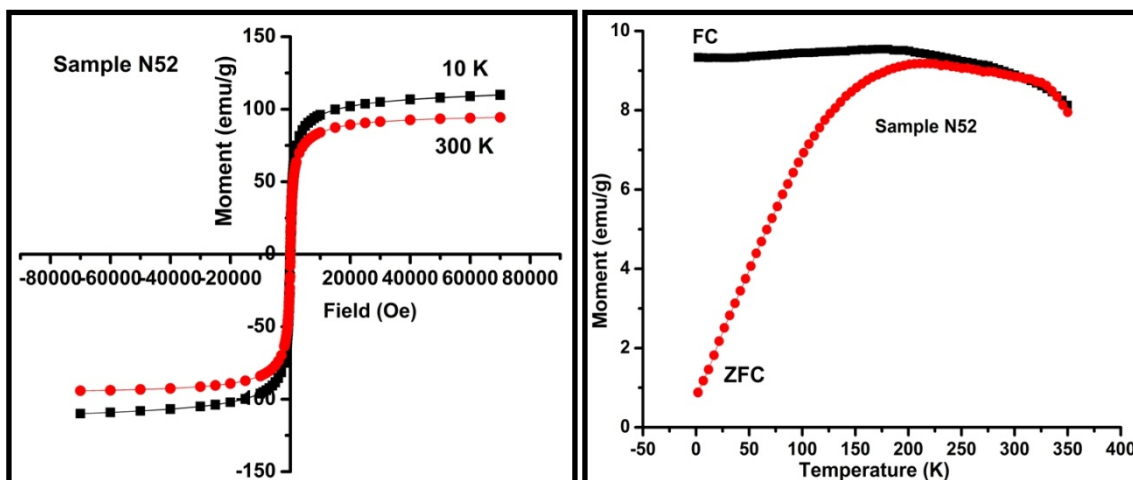 150
Sample N52
10 K
100
300 K
50
Moment (emu/g)
0
-80000 -60000 -40000 -20000 20000 40000 60000 80000
Field (Oe)
-50
-100
-150
10
FC
8
Sample N52
6
Moment (emu/g)
4
2
ZFC
0
-50 0 50 100 150 200 250 300 350 400
Temperature (K)